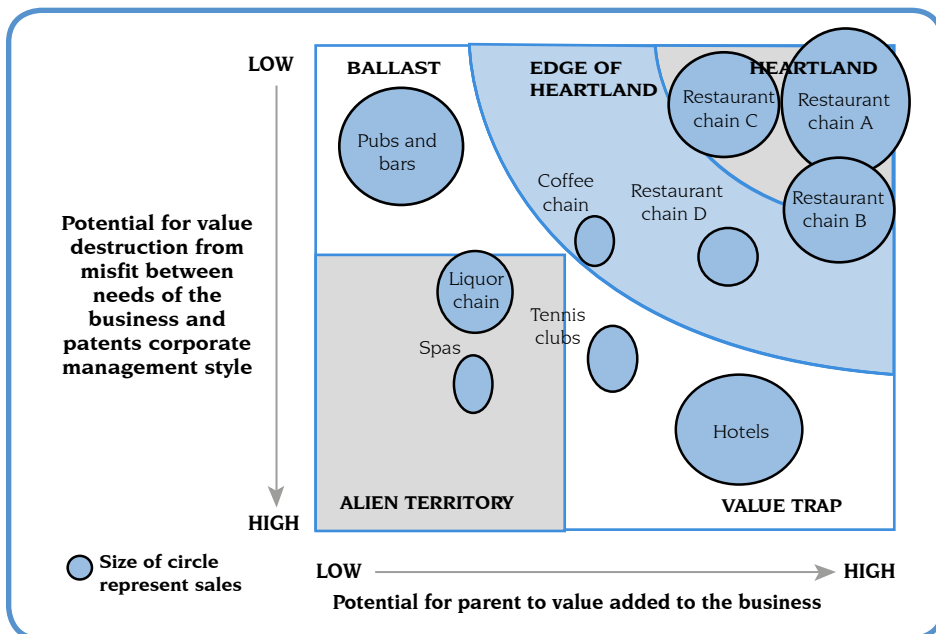 LOW
BALLAST
EDGE OF
HEARTLAND
HEARTLAND
Restaurant
chain C
Restaurant
chain A
Pubs and
bars
Coffee
chain
Restaurant
chain D
Restaurant
chain B
Potential for value
destruction from
misfit between
needs of the
business and
patents corporate
management style
Liquor
chain
Tennis
clubs
Spas
Hotels
ALIEN TERRITORY
VALUE TRAP
HIGH
Size of circle
represent sales
LOW
HIGH
Potential for parent to value added to the business